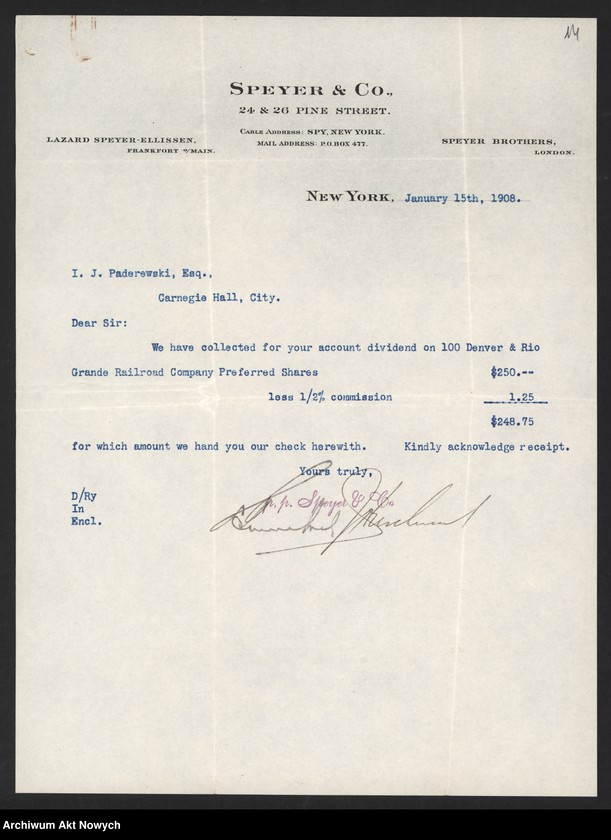 SPEYER & CO.,
24 & 26 PINE STREET.
CABLE ADDRESS: SPY, NEW YORK.
MAIL ADDRESS: P.O. BOX 477.
LAZARD SPEYER-ELLISSEN,
FRANKFORT o/MAIN.
SPEYER BROTHERS,
LONDON.
NEW YORK, January 15th, 1908.
I. J. Paderewski, Esq.,
Carnegie Hall, City.
Dear Sir:
We have collected for your account dividend on 100 Denver & Rio
Grande Railroad Company Preferred Shares $250.--
less 1/2% commission 1.25
$248.75
for which amount we hand you our check herewith. Kindly acknowledge receipt.
Yours truly,
p. p. Speyer & Co
D/Ry
In
Encl.
Archiwum Akt Nowych